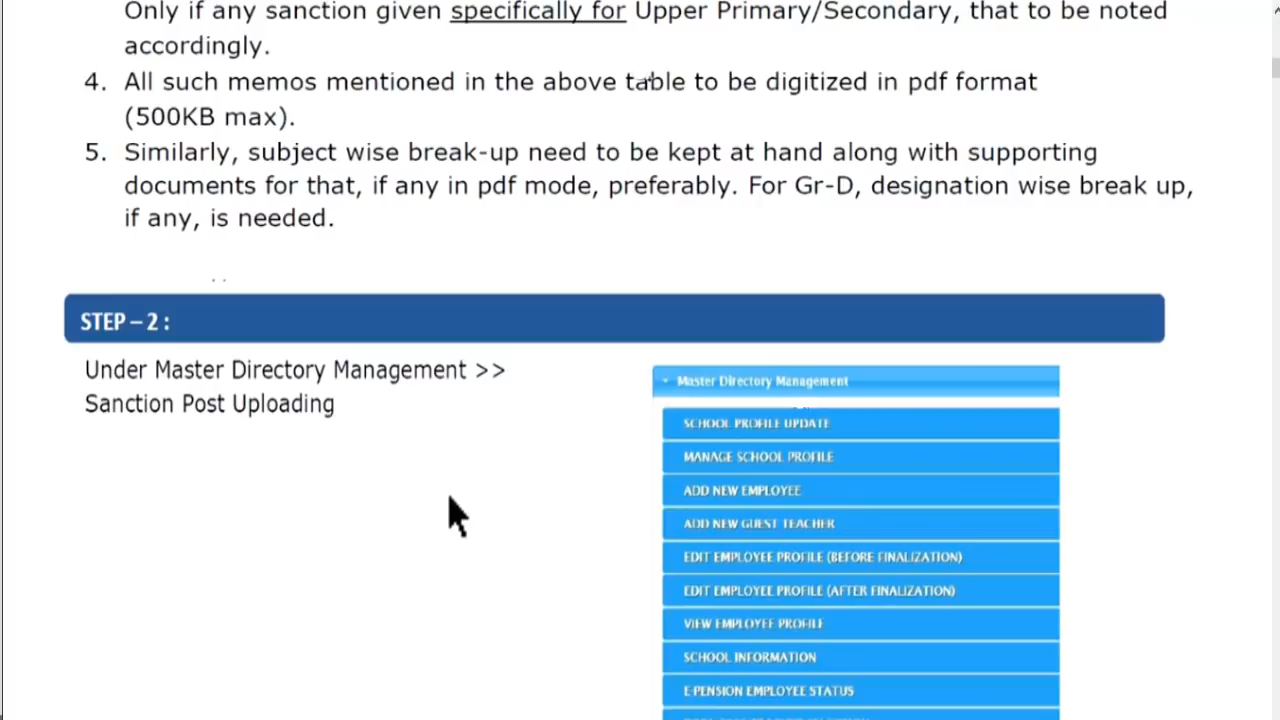 Only if any sanction given specifically for Upper Primary/Secondary, that to be noted
accordingly.
4. All such memos mentioned in the above table to be digitized in pdf format
(500KB max).
5. Similarly, subject wise break-up need to be kept at hand along with supporting
documents for that, if any in pdf mode, preferably. For Gr-D, designation wise break up,
if any, is needed.
STEP – 2 :
Under Master Directory Management >>
Sanction Post Uploading
Master Directory Management
SCHOOL PROFILE UPDATE
MANAGE SCHOOL PROFILE
ADD NEW EMPLOYEE
ADD NEW GUEST TEACHER
EDIT EMPLOYEE PROFILE (BEFORE FINALIZATION)
EDIT EMPLOYEE PROFILE (AFTER FINALIZATION)
VIEW EMPLOYEE PROFILE
SCHOOL INFORMATION
E-PENSION EMPLOYEE STATUS